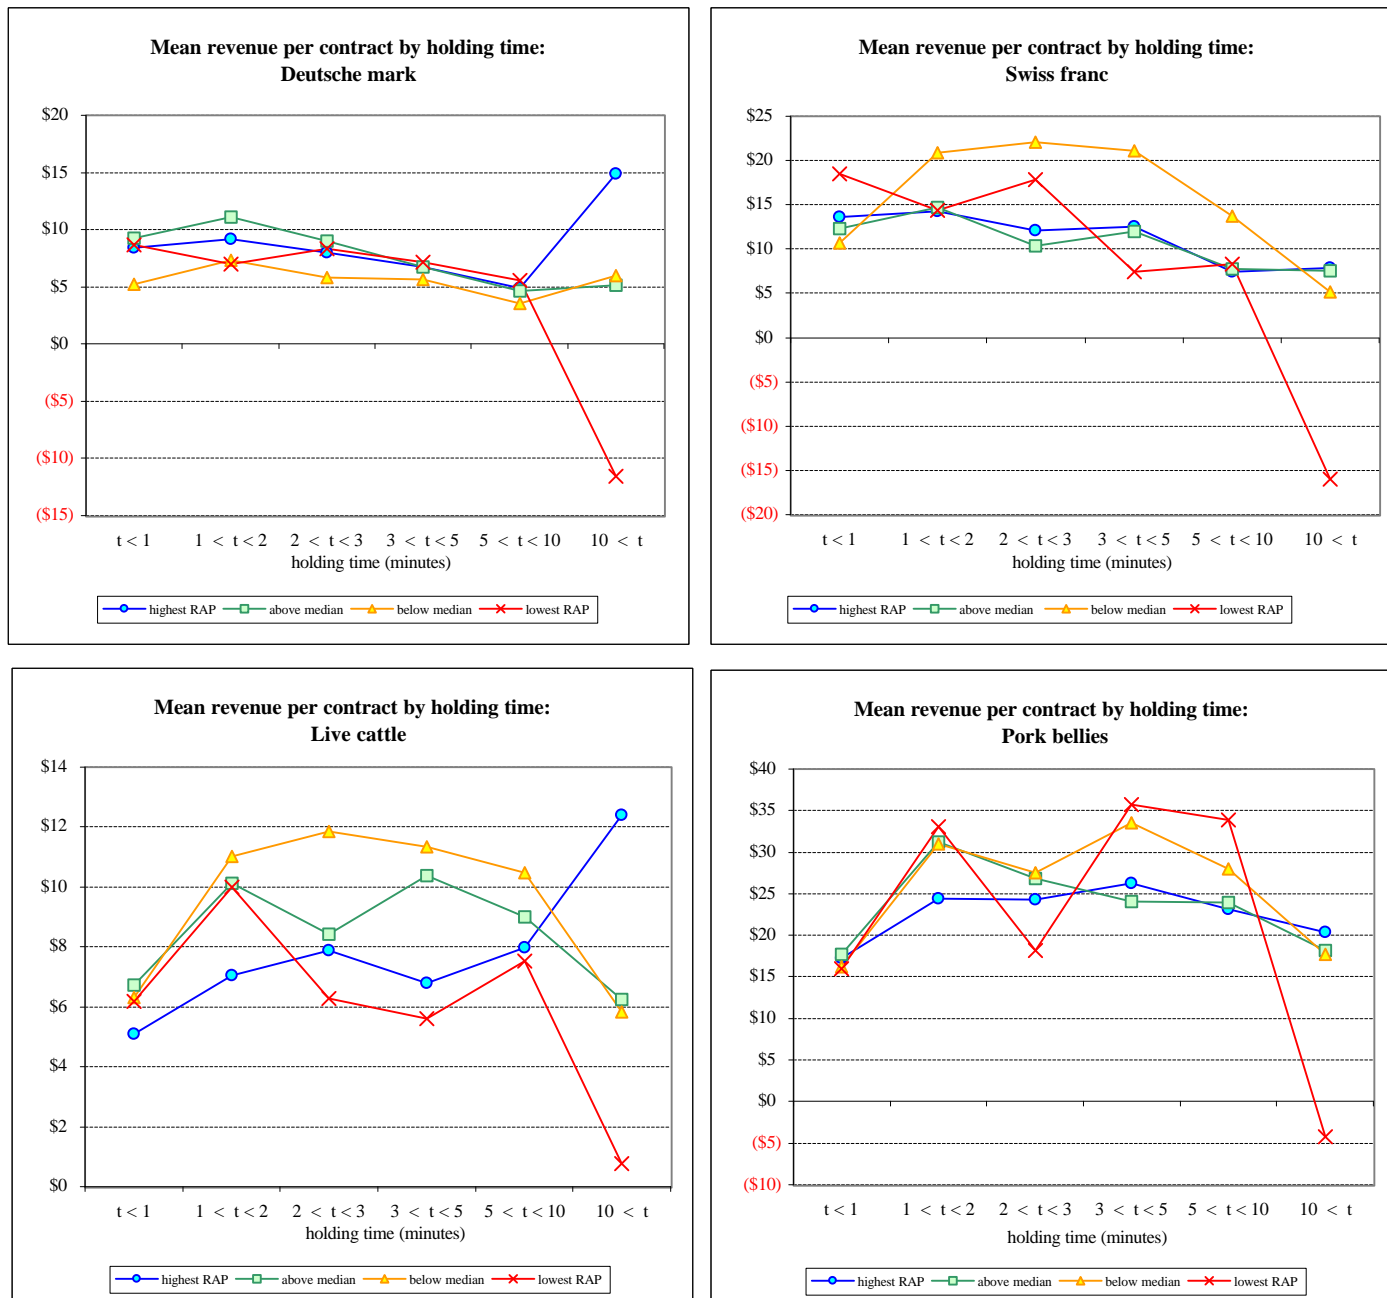 Mean revenue per contract by holding time:
Deutsche mark
$20
$15
$10
$5
$0
($5)
($10)
($15)
t < 1
1 < t < 2
2 < t < 3
3 < t < 5
5 < t < 10
10 < t
holding time (minutes)
highest RAP
above median
below median
lowest RAP
Mean revenue per contract by holding time:
Swiss franc
$25
$20
$15
$10
$5
$0
($5)
($10)
($15)
($20)
t < 1
1 < t < 2
2 < t < 3
3 < t < 5
5 < t < 10
10 < t
holding time (minutes)
highest RAP
above median
below median
lowest RAP
Mean revenue per contract by holding time:
Live cattle
$14
$12
$10
$8
$6
$4
$2
$0
t < 1
1 < t < 2
2 < t < 3
3 < t < 5
5 < t < 10
10 < t
holding time (minutes)
highest RAP
above median
below median
lowest RAP
Mean revenue per contract by holding time:
Pork bellies
$40
$35
$30
$25
$20
$15
$10
$5
$0
($5)
($10)
t < 1
1 < t < 2
2 < t < 3
3 < t < 5
5 < t < 10
10 < t
holding time (minutes)
highest RAP
above median
below median
lowest RAP